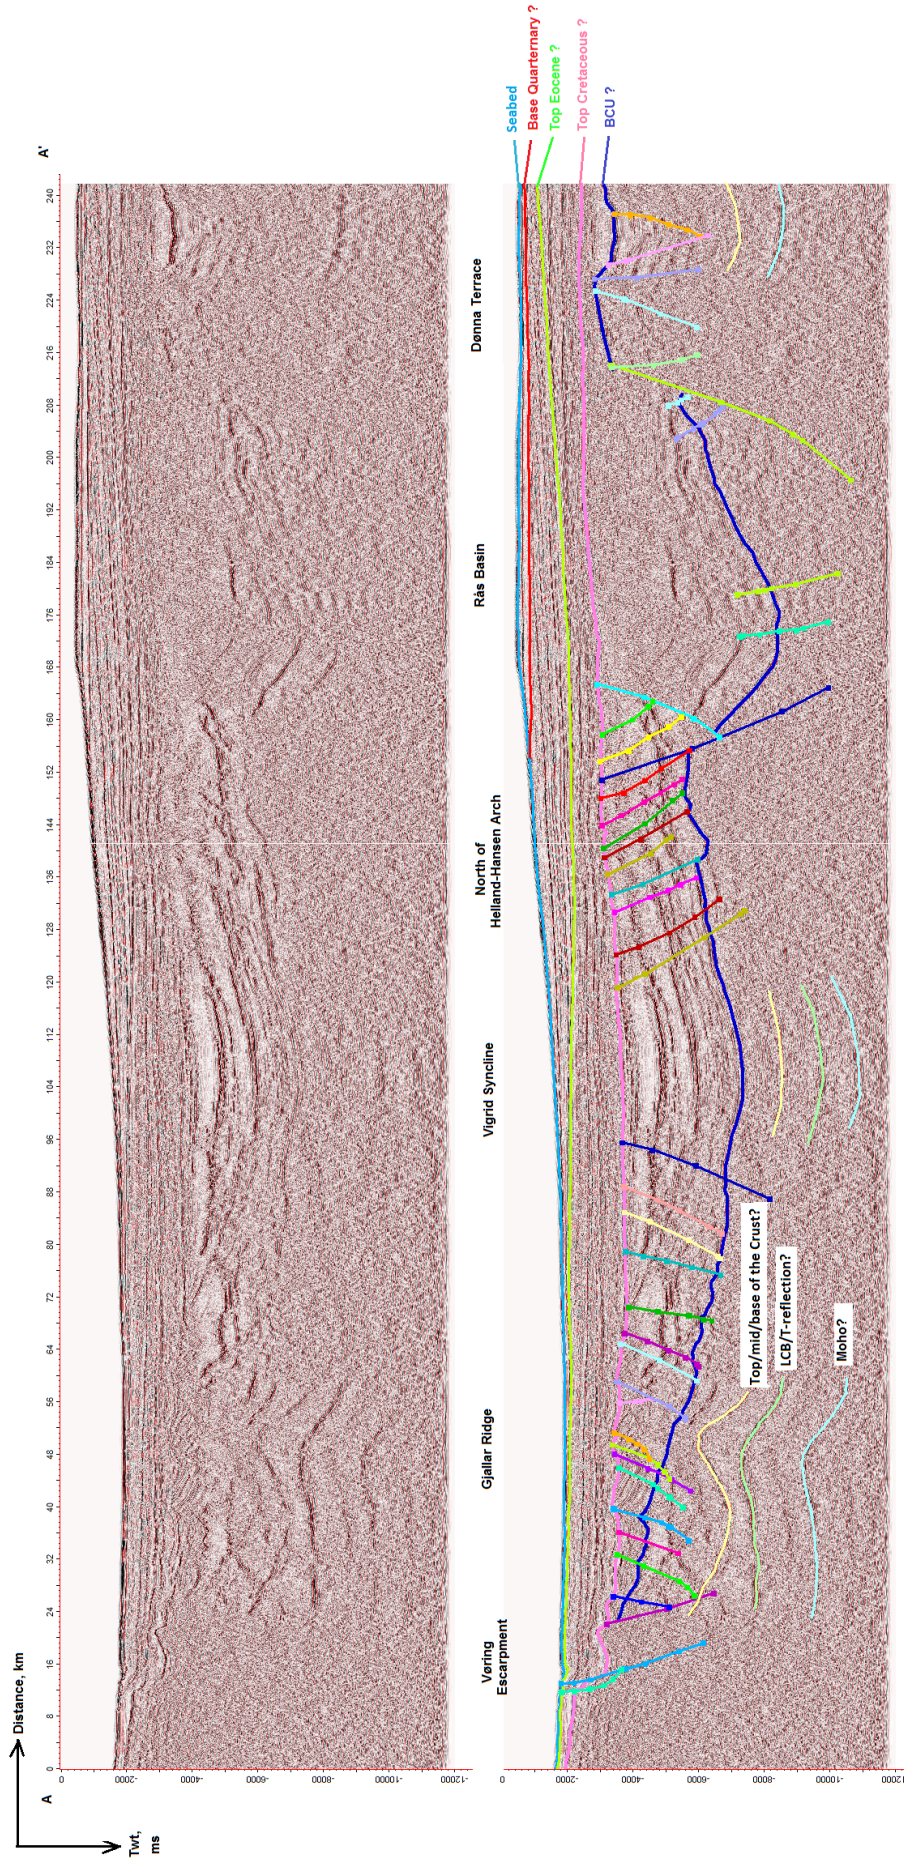 Distance, km
Twt,
ms
A
A'
0 8 16 24 32 40 48 56 64 72 80 88 96 104 112 120 128 136 144 152 160 168 176 184 192 200 208 216 224 232 240
0
-2000
-4000
-6000
-8000
-10000
-12000
Vøring
Escarpment
Gjallar Ridge
Vigrid Syncline
North of
Helland-Hansen Arch
Rås Basin
Dønna Terrace
Seabed
Base Quarternary ?
Top Eocene ?
Top Cretaceous ?
BCU ?
0
-2000
-4000
-6000
-8000
-10000
12000
Top/mid/base of the Crust?
LCB/T-reflection?
Moho?